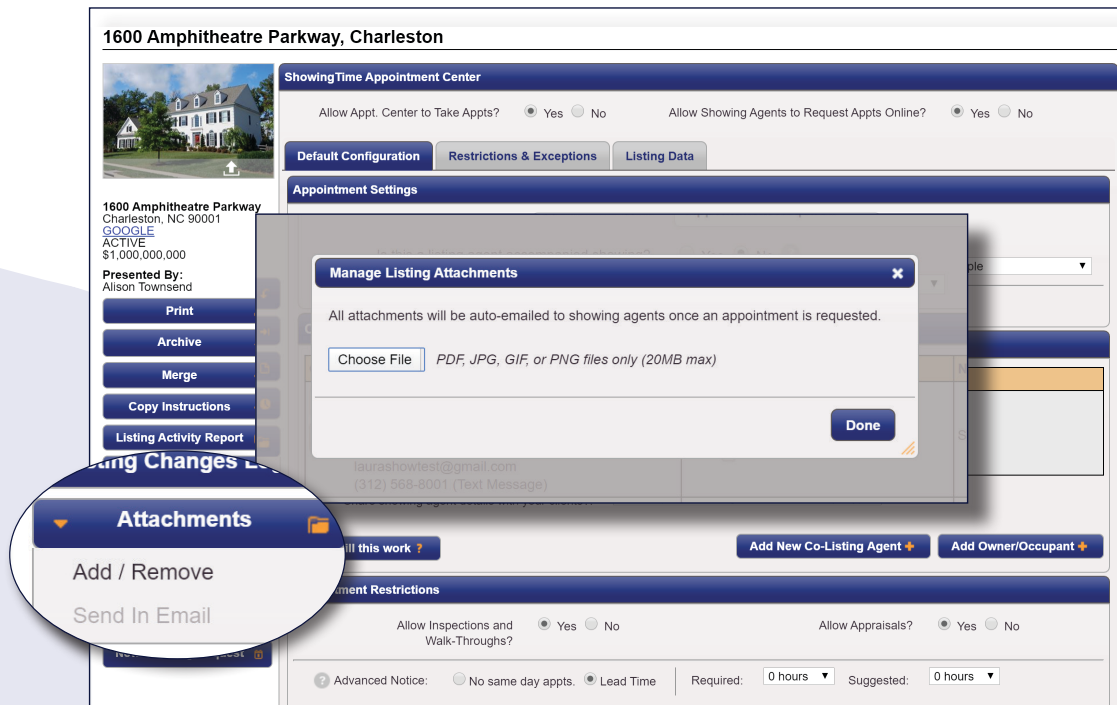 1600 Amphitheatre Parkway, Charleston
ShowingTime Appointment Center
Allow Appt. Center to Take Appts? Yes No Allow Showing Agents to Request Appts Online? Yes No
Default Configuration Restrictions & Exceptions Listing Data
Appointment Settings
1600 Amphitheatre Parkway
Charleston, NC 90001
GOOGLE
ACTIVE
$1,000,000,000
Presented By:
Alison Townsend
Print
Archive
Merge
Copy Instructions
Listing Activity Report
Manage Listing Attachments
All attachments will be auto-emailed to showing agents once an appointment is requested.
Choose File PDF, JPG, GIF, or PNG files only (20MB max)
Done
laurashowtest@gmail.com
(312) 568-8001 (Text Message)
Attachments
Add / Remove
Send In Email
this work ?
Add New Co-Listing Agent + Add Owner/Occupant +
Restrictions
Allow Inspections and Yes No Allow Appraisals? Yes No
Walk-Throughs?
? Advanced Notice: No same day appts. Lead Time Required: 0 hours Suggested: 0 hours